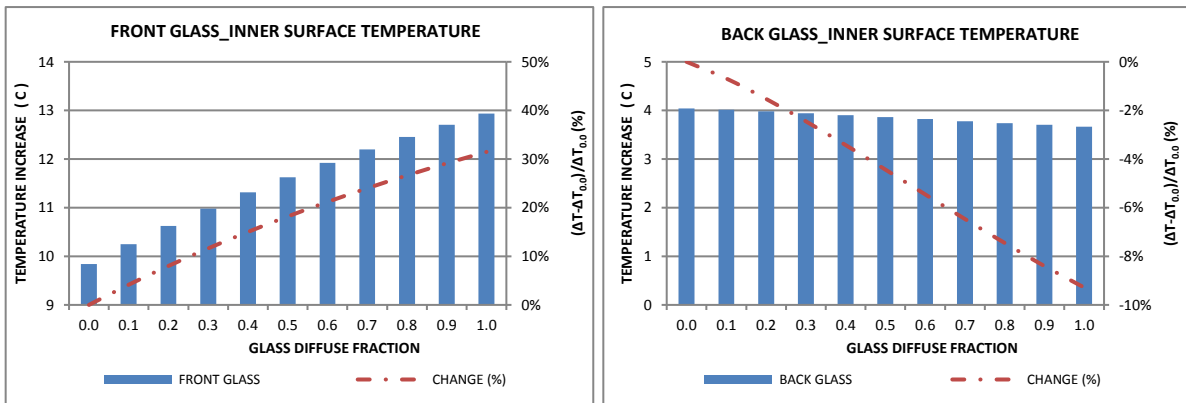 FRONT GLASS_INNER SURFACE TEMPERATURE
TEMPERATURE INCREASE ( C )
14
13
12
11
10
9
50%
40%
30%
20%
10%
0%
(ΔT-ΔT0.0)/ΔT0.0 (%)
0.0 0.1 0.2 0.3 0.4 0.5 0.6 0.7 0.8 0.9 1.0
GLASS DIFFUSE FRACTION
FRONT GLASS CHANGE (%)
BACK GLASS_INNER SURFACE TEMPERATURE
TEMPERATURE INCREASE ( C )
5
4
3
2
1
0
0%
-2%
-4%
-6%
-8%
-10%
(ΔT-ΔT0.0)/ΔT0.0 (%)
0.0 0.1 0.2 0.3 0.4 0.5 0.6 0.7 0.8 0.9 1.0
GLASS DIFFUSE FRACTION
BACK GLASS CHANGE (%)